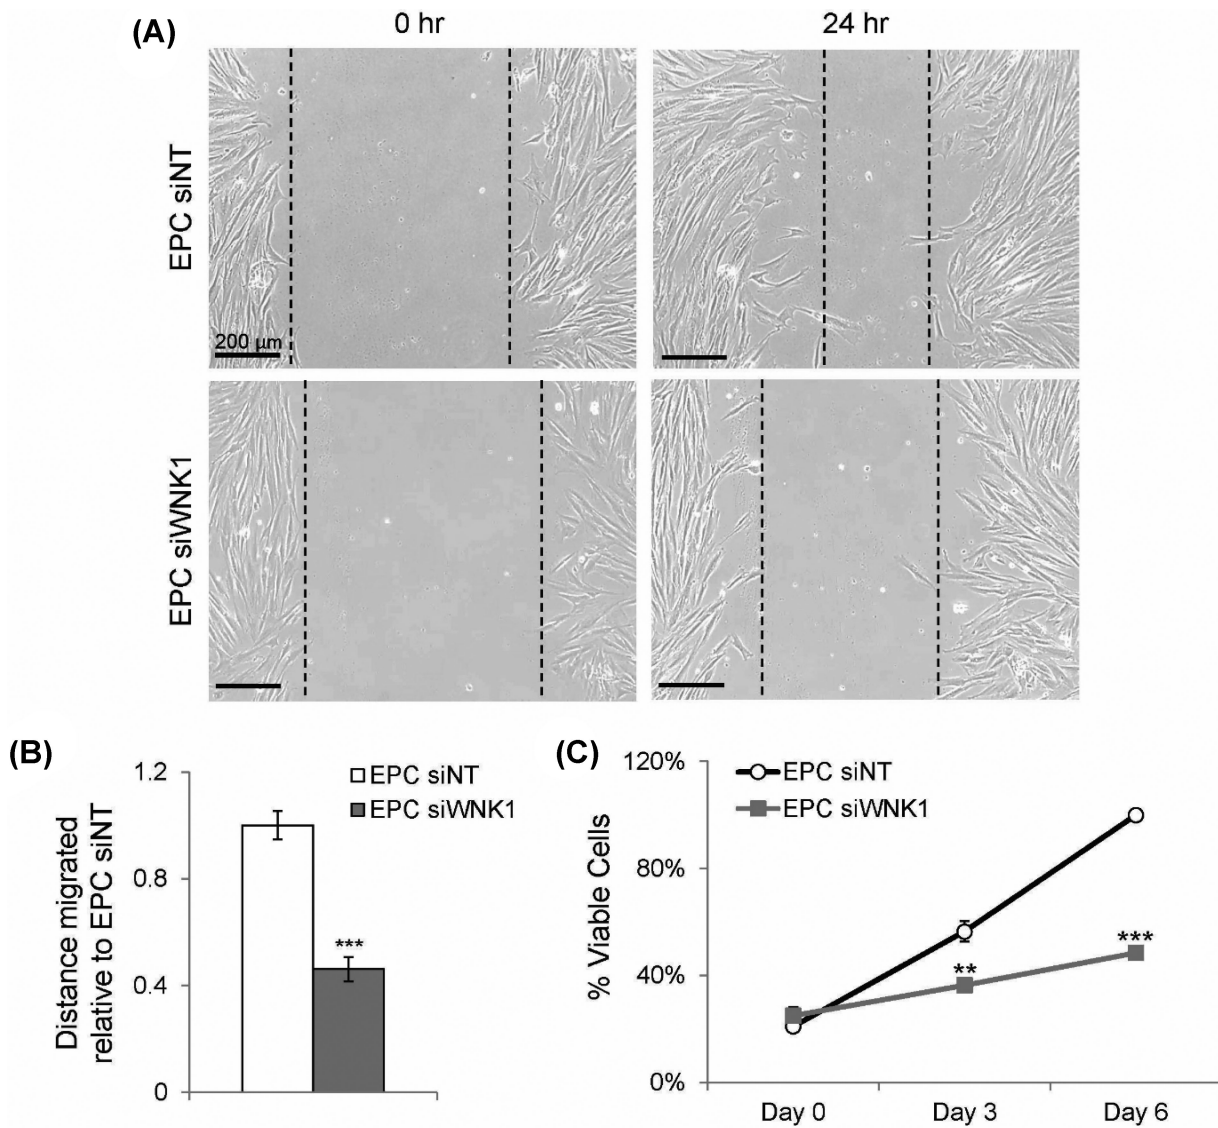 (A)
0 hr
24 hr
EPC siNT
200 µm
EPC siWNK1
(B)
Distance migrated
relative to EPC siNT
1.2
0.8
0.4
0
EPC siNT
EPC siWNK1
***
(C)
% Viable Cells
120%
80%
40%
0%
EPC siNT
EPC siWNK1
**
***
Day 0
Day 3
Day 6